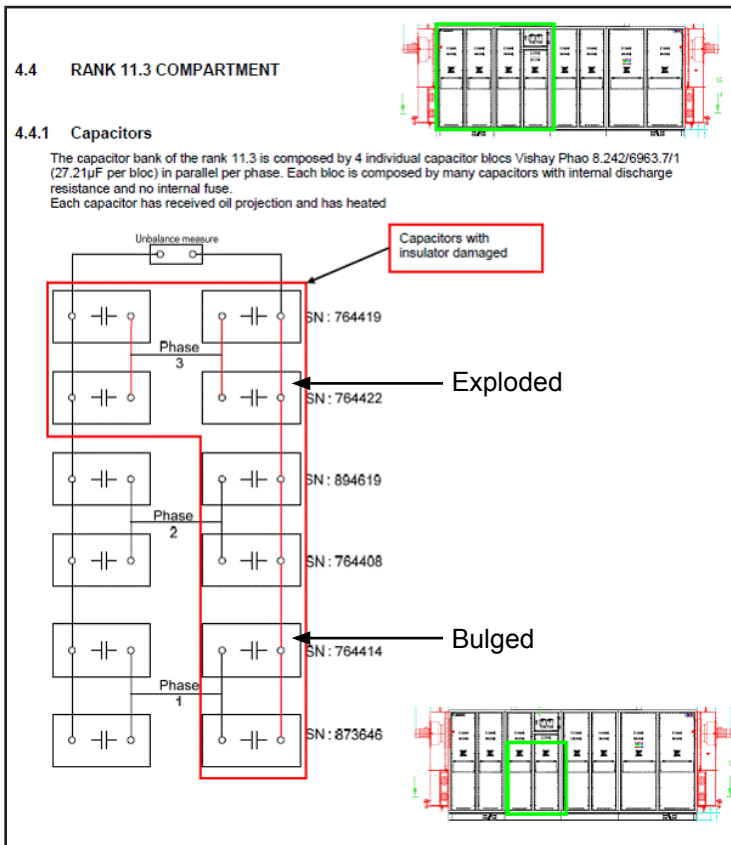 4.4 RANK 11.3 COMPARTMENT
4.4.1 Capacitors
The capacitor bank of the rank 11.3 is composed by 4 individual capacitor blocs Vishay Phao 8.242/6963.7/1
(27.21µF per bloc) in parallel per phase. Each bloc is composed by many capacitors with internal discharge
resistance and no internal fuse.
Each capacitor has received oil projection and has heated
Unbalance measure
Capacitors with
insulator damaged
SN : 764419
Phase
3
Exploded
SN : 764422
SN : 894619
Phase
2
SN : 764408
Bulged
SN : 764414
Phase
1
SN : 873646